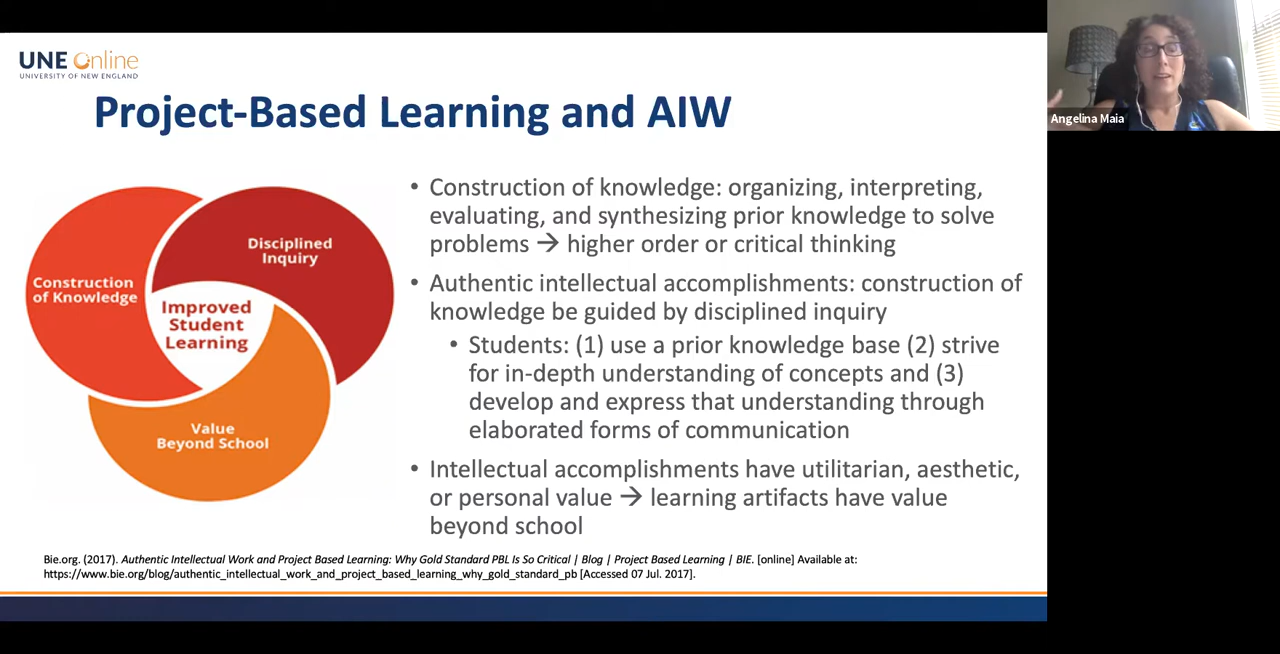 UNE Online
UNIVERSITY OF NEW ENGLAND
Angelina Maia
Project-Based Learning and AIW
Construction
of Knowledge
Disciplined
Inquiry
Improved
Student
Learning
Value
Beyond School
• Construction of knowledge: organizing, interpreting,
evaluating, and synthesizing prior knowledge to solve
problems → higher order or critical thinking
• Authentic intellectual accomplishments: construction of
knowledge be guided by disciplined inquiry
• Students: (1) use a prior knowledge base (2) strive
for in-depth understanding of concepts and (3)
develop and express that understanding through
elaborated forms of communication
• Intellectual accomplishments have utilitarian, aesthetic,
or personal value → learning artifacts have value
beyond school
Bie.org. (2017). Authentic Intellectual Work and Project Based Learning: Why Gold Standard PBL Is So Critical | Blog | Project Based Learning | BIE. [online] Available at:
https://www.bie.org/blog/authentic_intellectual_work_and_project_based_learning_why_gold_standard_pb [Accessed 07 Jul. 2017].